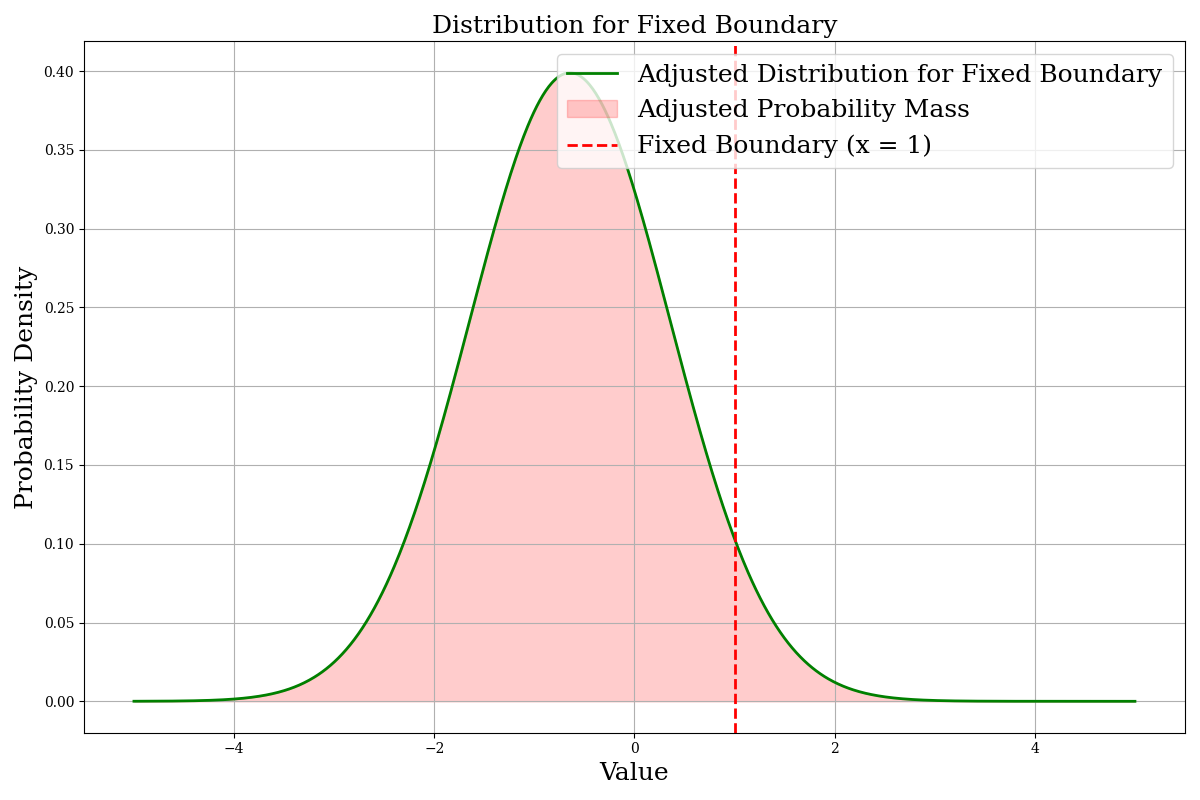 Distribution for Fixed Boundary
Adjusted Distribution for Fixed Boundary
Adjusted Probability Mass
Fixed Boundary (x = 1)
Probability Density
0.40
0.35
0.30
0.25
0.20
0.15
0.10
0.05
0.00
−4 −2 0 2 4
Value